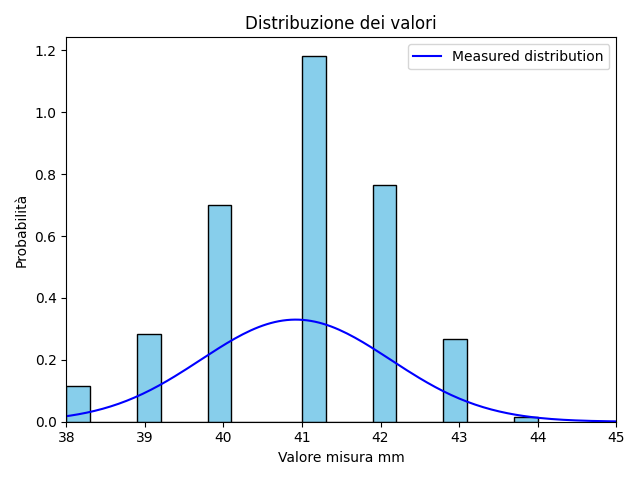 Distribuzione dei valori
Measured distribution
1.2
1.0
0.8
0.6
0.4
0.2
0.0
Probabilità
38 39 40 41 42 43 44 45
Valore misura mm